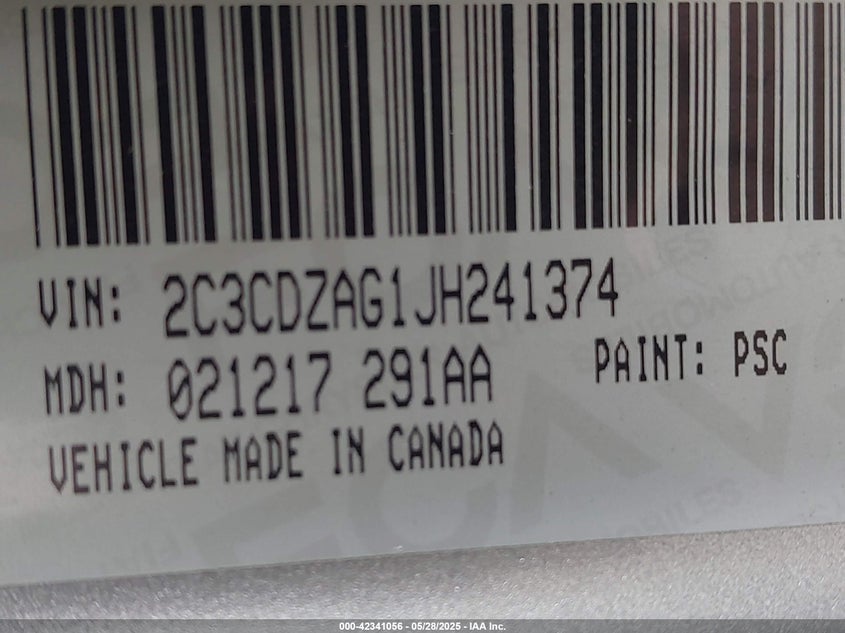 VIN: 2C3CDZAG1JH241374
MDH: 021217 291AA PAINT: PSC
VEHICLE MADE IN CANADA
000-42341056 - 05/28/2025 - IAA Inc.